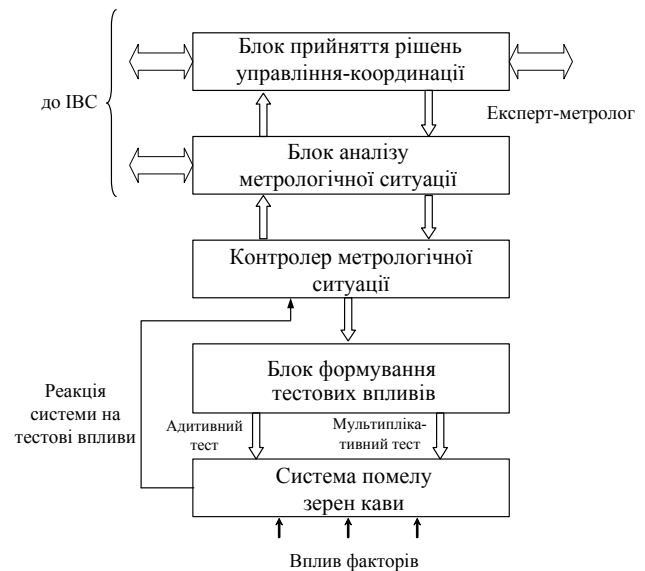 Блок прийняття рішень
управління-координації
до ІВС
Експерт-метролог
Блок аналізу
метрологічної ситуації
Контролер метрологічної
ситуації
Блок формування
тестових впливів
Реакція
системи на
тестові впливи
Адитивний
тест
Мультипліка-
тивний тест
Система помелу
зерен кави
Вплив факторів